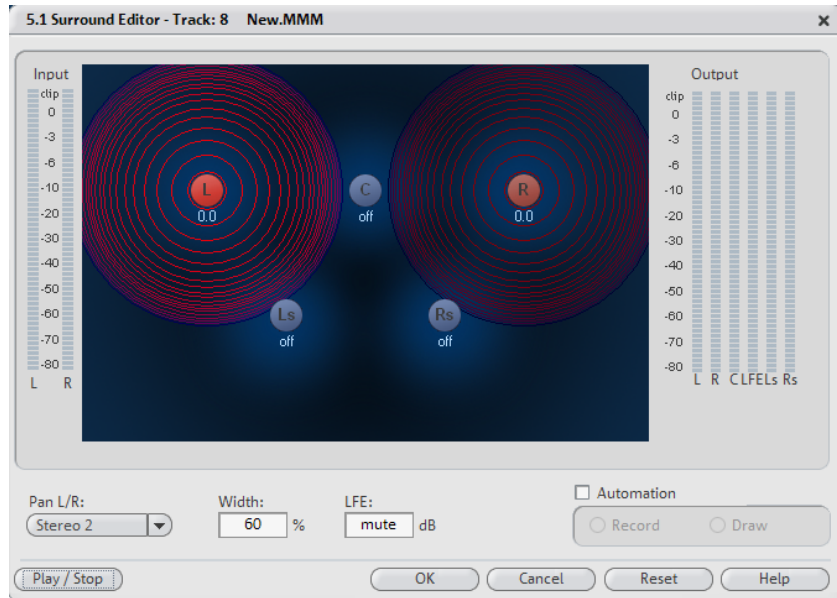 5.1 Surround Editor - Track: 8 New.MMM
Input
clip
0
-3
-6
-10
-20
-30
-40
-50
-60
-70
-80
L R
L
0.0
C
off
R
0.0
Ls
off
Rs
off
Output
clip
0
-3
-6
-10
-20
-30
-40
-50
-60
-70
-80
L R C LFE Ls Rs
Pan L/R: Width: LFE:
Stereo 2 60 % mute dB
Automation
Record Draw
Play / Stop OK Cancel Reset Help